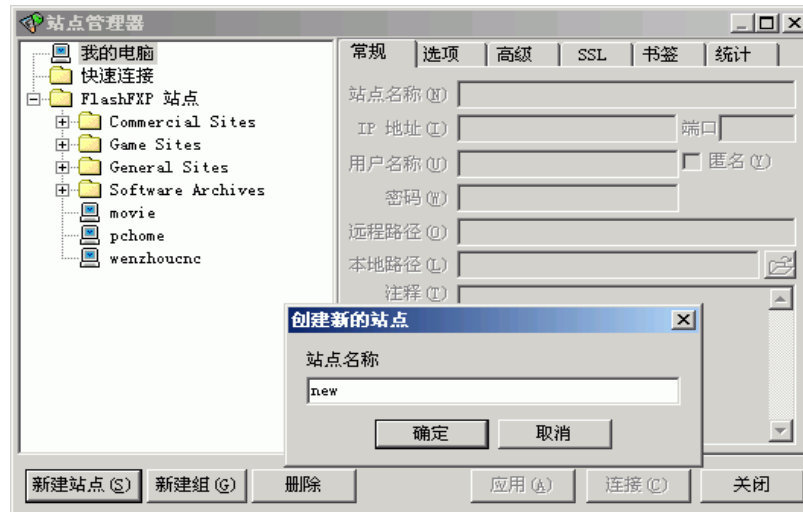 站点管理器
我的电脑
快速连接
FlashFXP 站点
Commercial Sites
Game Sites
General Sites
Software Archives
movie
pchome
wenzhoucnc
常规 选项 高级 SSL 书签 统计
站点名称(N)
IP 地址(I) 端口
用户名称(U) 匿名(Y)
密码(W)
远程路径(O)
本地路径(L)
注释(T)
创建新的站点
站点名称
new
确定 取消
新建站点(S) 新建组(G) 删除 应用(A) 连接(C) 关闭